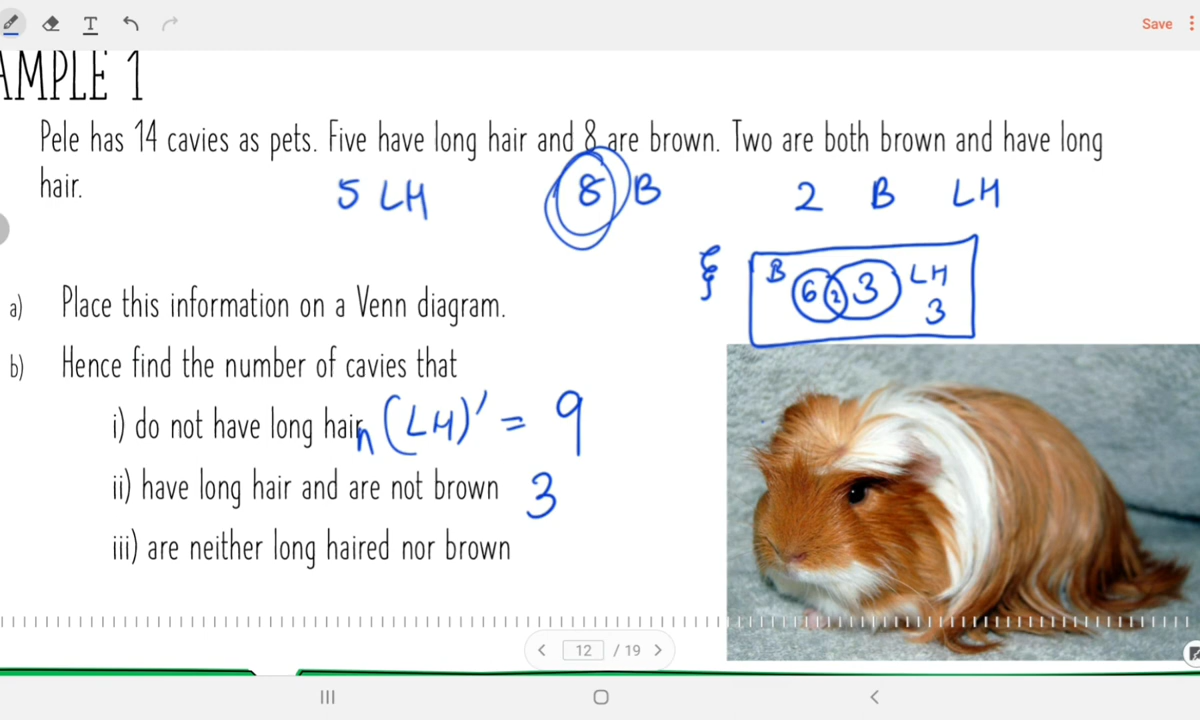 Save
AMPLE 1
Pele has 14 cavies as pets. Five have long hair and 8 are brown. Two are both brown and have long
hair.
5 LH 8 B 2 B LH
ξ B 6 2 3 LH
3
a) Place this information on a Venn diagram.
b) Hence find the number of cavies that
i) do not have long hair n(LH)' = 9
ii) have long hair and are not brown 3
iii) are neither long haired nor brown
12 / 19